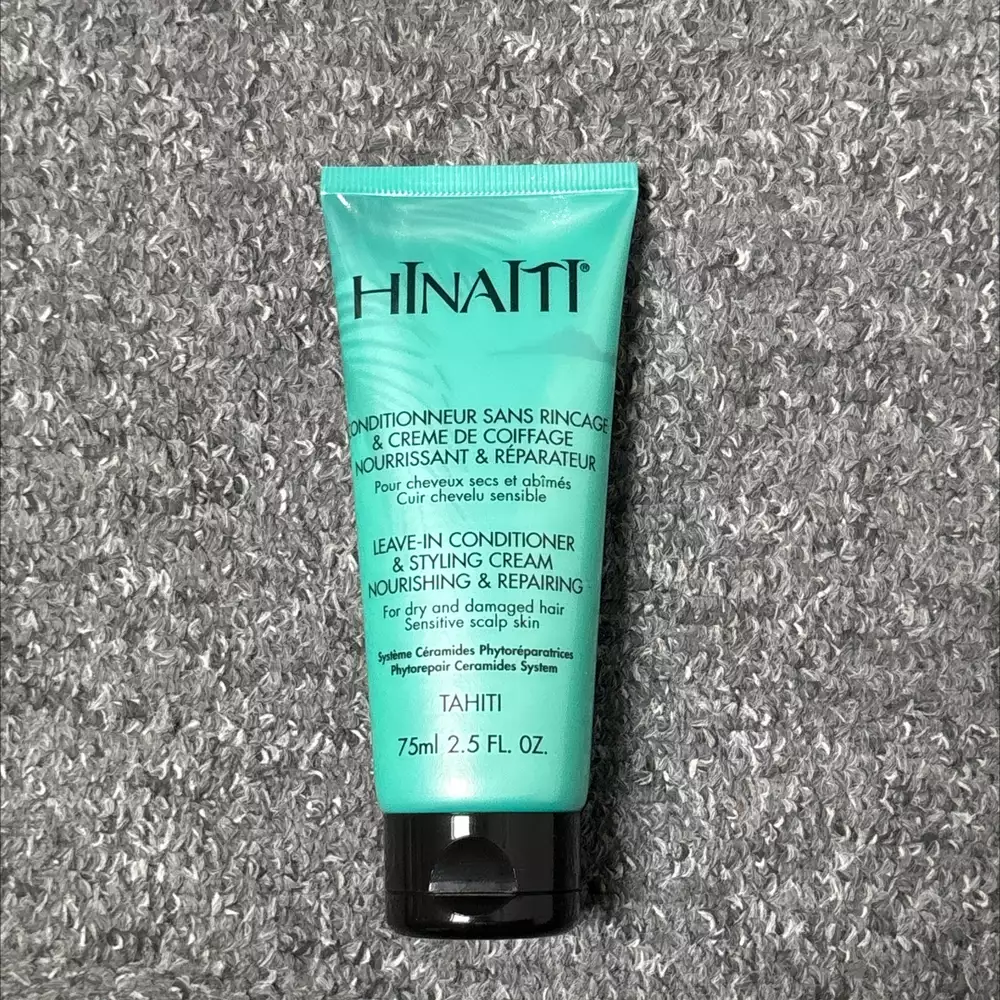 HINAITI®
CONDITIONNEUR SANS RINCAGE
& CREME DE COIFFAGE
NOURRISSANT & RÉPARATEUR
Pour cheveux secs et abîmés
Cuir chevelu sensible
LEAVE-IN CONDITIONER
& STYLING CREAM
NOURISHING & REPAIRING
For dry and damaged hair
Sensitive scalp skin
Système Céramides Phytoréparatrices
Phytorepair Ceramides System
TAHITI
75ml 2.5 FL. OZ.